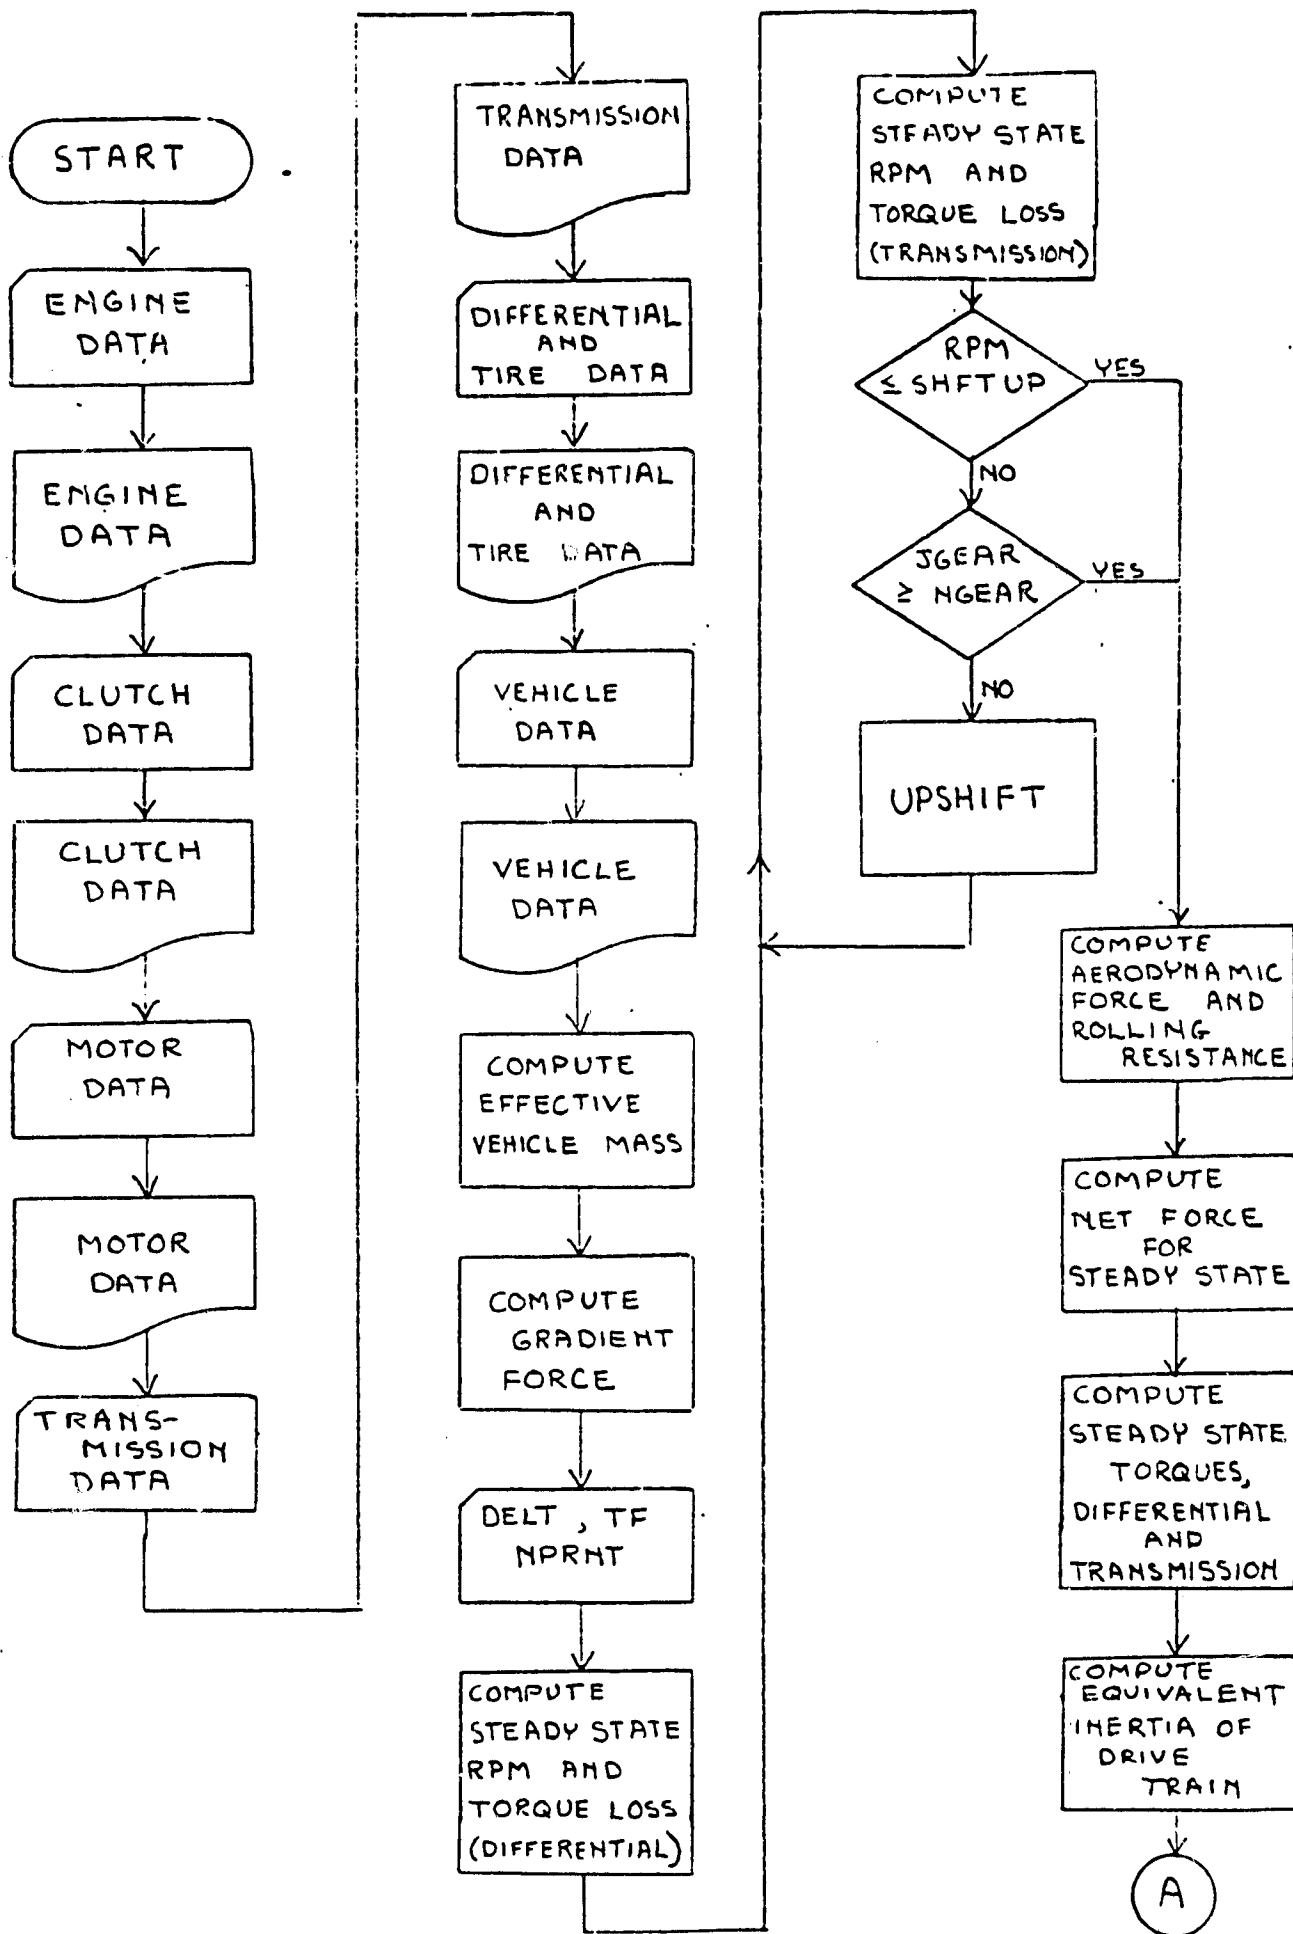 START
ENGINE
DATA
ENGINE
DATA
CLUTCH
DATA
CLUTCH
DATA
MOTOR
DATA
MOTOR
DATA
TRANS-
MISSION
DATA
TRANSMISSION
DATA
DIFFERENTIAL
AND
TIRE DATA
DIFFERENTIAL
AND
TIRE DATA
VEHICLE
DATA
VEHICLE
DATA
COMPUTE
EFFECTIVE
VEHICLE MASS
COMPUTE
GRADIENT
FORCE
DELT, TF
NPRNT
COMPUTE
STEADY STATE
RPM AND
TORQUE LOSS
(DIFFERENTIAL)
COMPUTE
STEADY STATE
RPM AND
TORQUE LOSS
(TRANSMISSION)
RPM
≤ SHFTUP
YES
NO
JGEAR
≥ NGEAR
YES
NO
UPSHIFT
COMPUTE
AERODYNAMIC
FORCE AND
ROLLING
RESISTANCE
COMPUTE
NET FORCE
FOR
STEADY STATE
COMPUTE
STEADY STATE
TORQUES,
DIFFERENTIAL
AND
TRANSMISSION
COMPUTE
EQUIVALENT
INERTIA OF
DRIVE
TRAIN
A